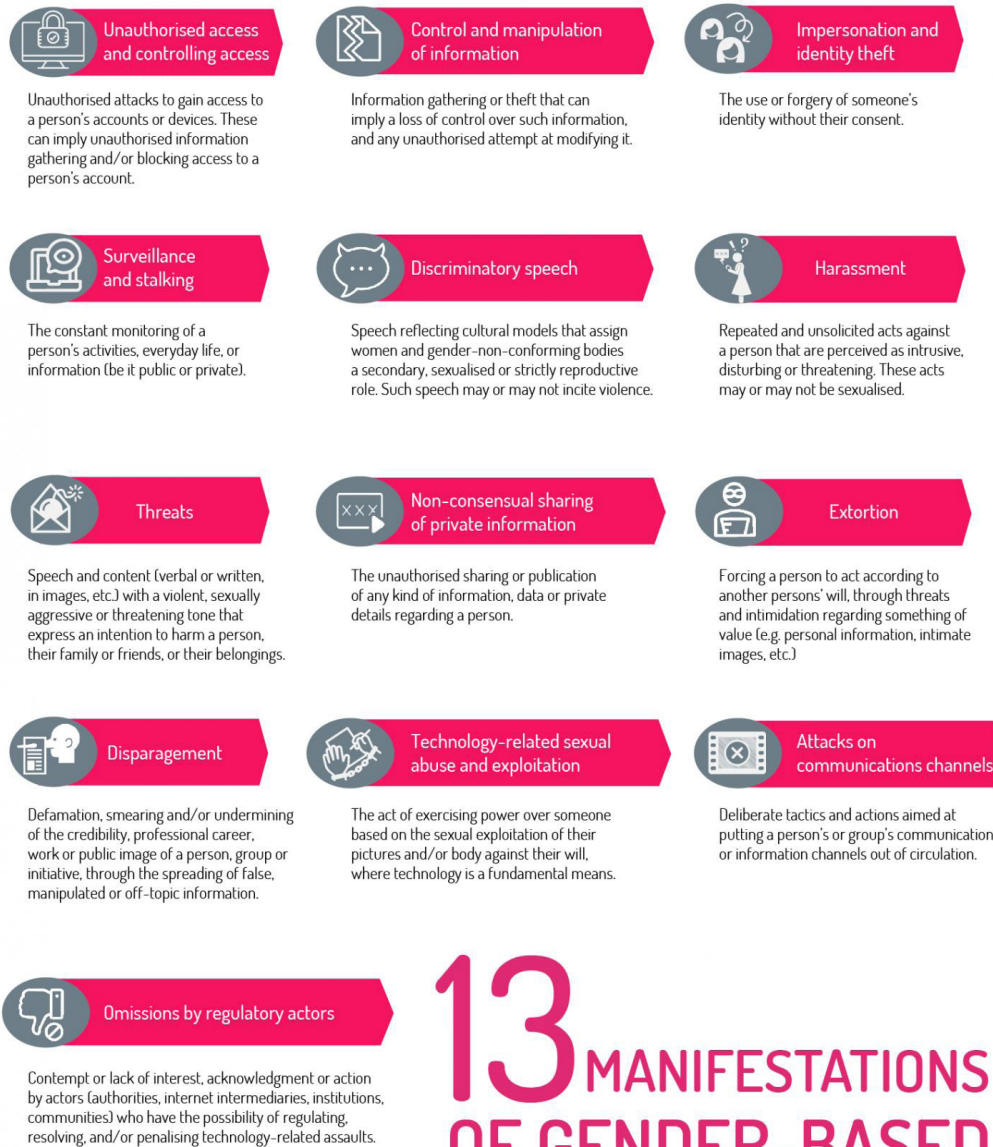 Unauthorised access
and controlling access
Unauthorised attacks to gain access to
a person's accounts or devices. These
can imply unauthorised information
gathering and/or blocking access to a
person's account.
Control and manipulation
of information
Information gathering or theft that can
imply a loss of control over such information,
and any unauthorised attempt at modifying it.
Impersonation and
identity theft
The use or forgery of someone's
identity without their consent.
Surveillance
and stalking
The constant monitoring of a
person's activities, everyday life, or
information (be it public or private).
Discriminatory speech
Speech reflecting cultural models that assign
women and gender-non-conforming bodies
a secondary, sexualised or strictly reproductive
role. Such speech may or may not incite violence.
!?
Harassment
Repeated and unsolicited acts against
a person that are perceived as intrusive,
disturbing or threatening. These acts
may or may not be sexualised.
Threats
Speech and content (verbal or written,
in images, etc.) with a violent, sexually
aggressive or threatening tone that
express an intention to harm a person,
their family or friends, or their belongings.
xxx
Non-consensual sharing
of private information
The unauthorised sharing or publication
of any kind of information, data or private
details regarding a person.
Extortion
Forcing a person to act according to
another persons' will, through threats
and intimidation regarding something of
value (e.g. personal information, intimate
images, etc.)
Disparagement
Defamation, smearing and/or undermining
of the credibility, professional career,
work or public image of a person, group or
initiative, through the spreading of false,
manipulated or off-topic information.
Technology-related sexual
abuse and exploitation
The act of exercising power over someone
based on the sexual exploitation of their
pictures and/or body against their will,
where technology is a fundamental means.
Attacks on
communications channels
Deliberate tactics and actions aimed at
putting a person's or group's communication
or information channels out of circulation.
Omissions by regulatory actors
Contempt or lack of interest, acknowledgment or action
by actors (authorities, internet intermediaries, institutions,
communities) who have the possibility of regulating,
resolving, and/or penalising technology-related assaults.
13 MANIFESTATIONS
OF GENDER-BASED